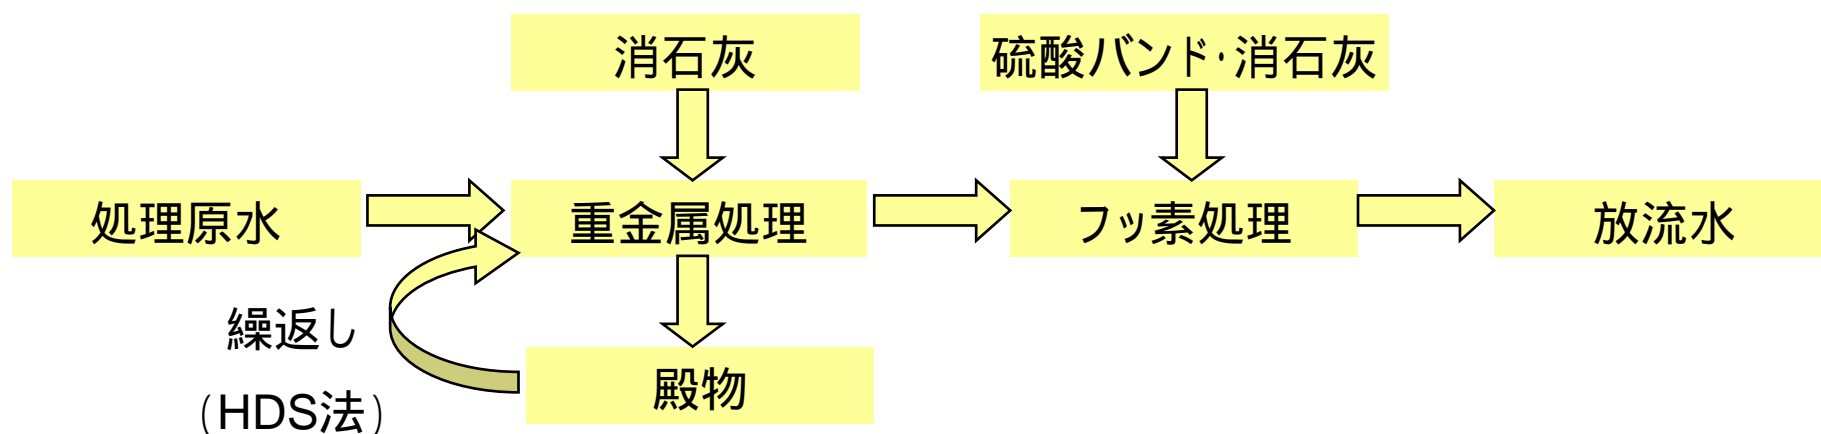 消石灰
硫酸バンド・消石灰
処理原水
重金属処理
フッ素処理
放流水
繰返し
(HDS法)
殿物